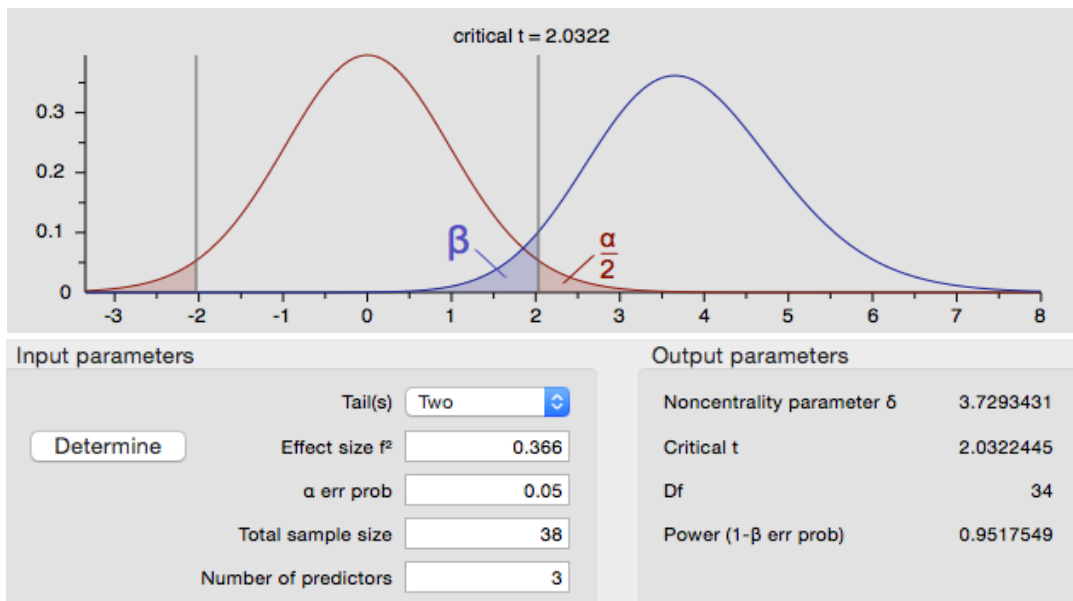 critical t = 2.0322
0.3
0.2
0.1
0
β
α
2
-3 -2 -1 0 1 2 3 4 5 6 7 8
Input parameters
Tail(s) Two
Determine Effect size f² 0.366
α err prob 0.05
Total sample size 38
Number of predictors 3
Output parameters
Noncentrality parameter δ 3.7293431
Critical t 2.0322445
Df 34
Power (1-β err prob) 0.9517549